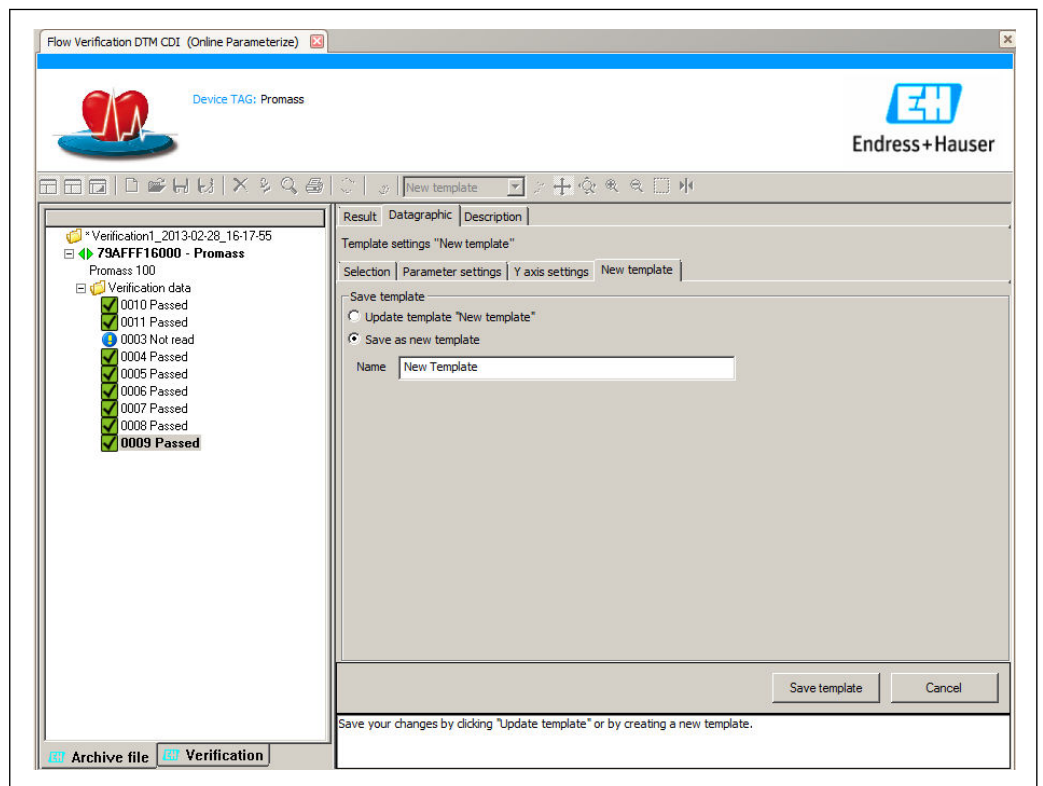 Flow Verification DTM CDI (Online Parameterize)
Device TAG: Promass
EH
Endress+Hauser
New template
Result Datagraphic Description
* Verification1_2013-02-28_16-17-55
79AFFF16000 - Promass
Promass 100
Verification data
0010 Passed
0011 Passed
0003 Not read
0004 Passed
0005 Passed
0006 Passed
0007 Passed
0008 Passed
0009 Passed
Template settings "New template"
Selection Parameter settings Y axis settings New template
Save template
Update template "New template"
Save as new template
Name New Template
Save template Cancel
Save your changes by clicking "Update template" or by creating a new template.
EH Archive file EH Verification